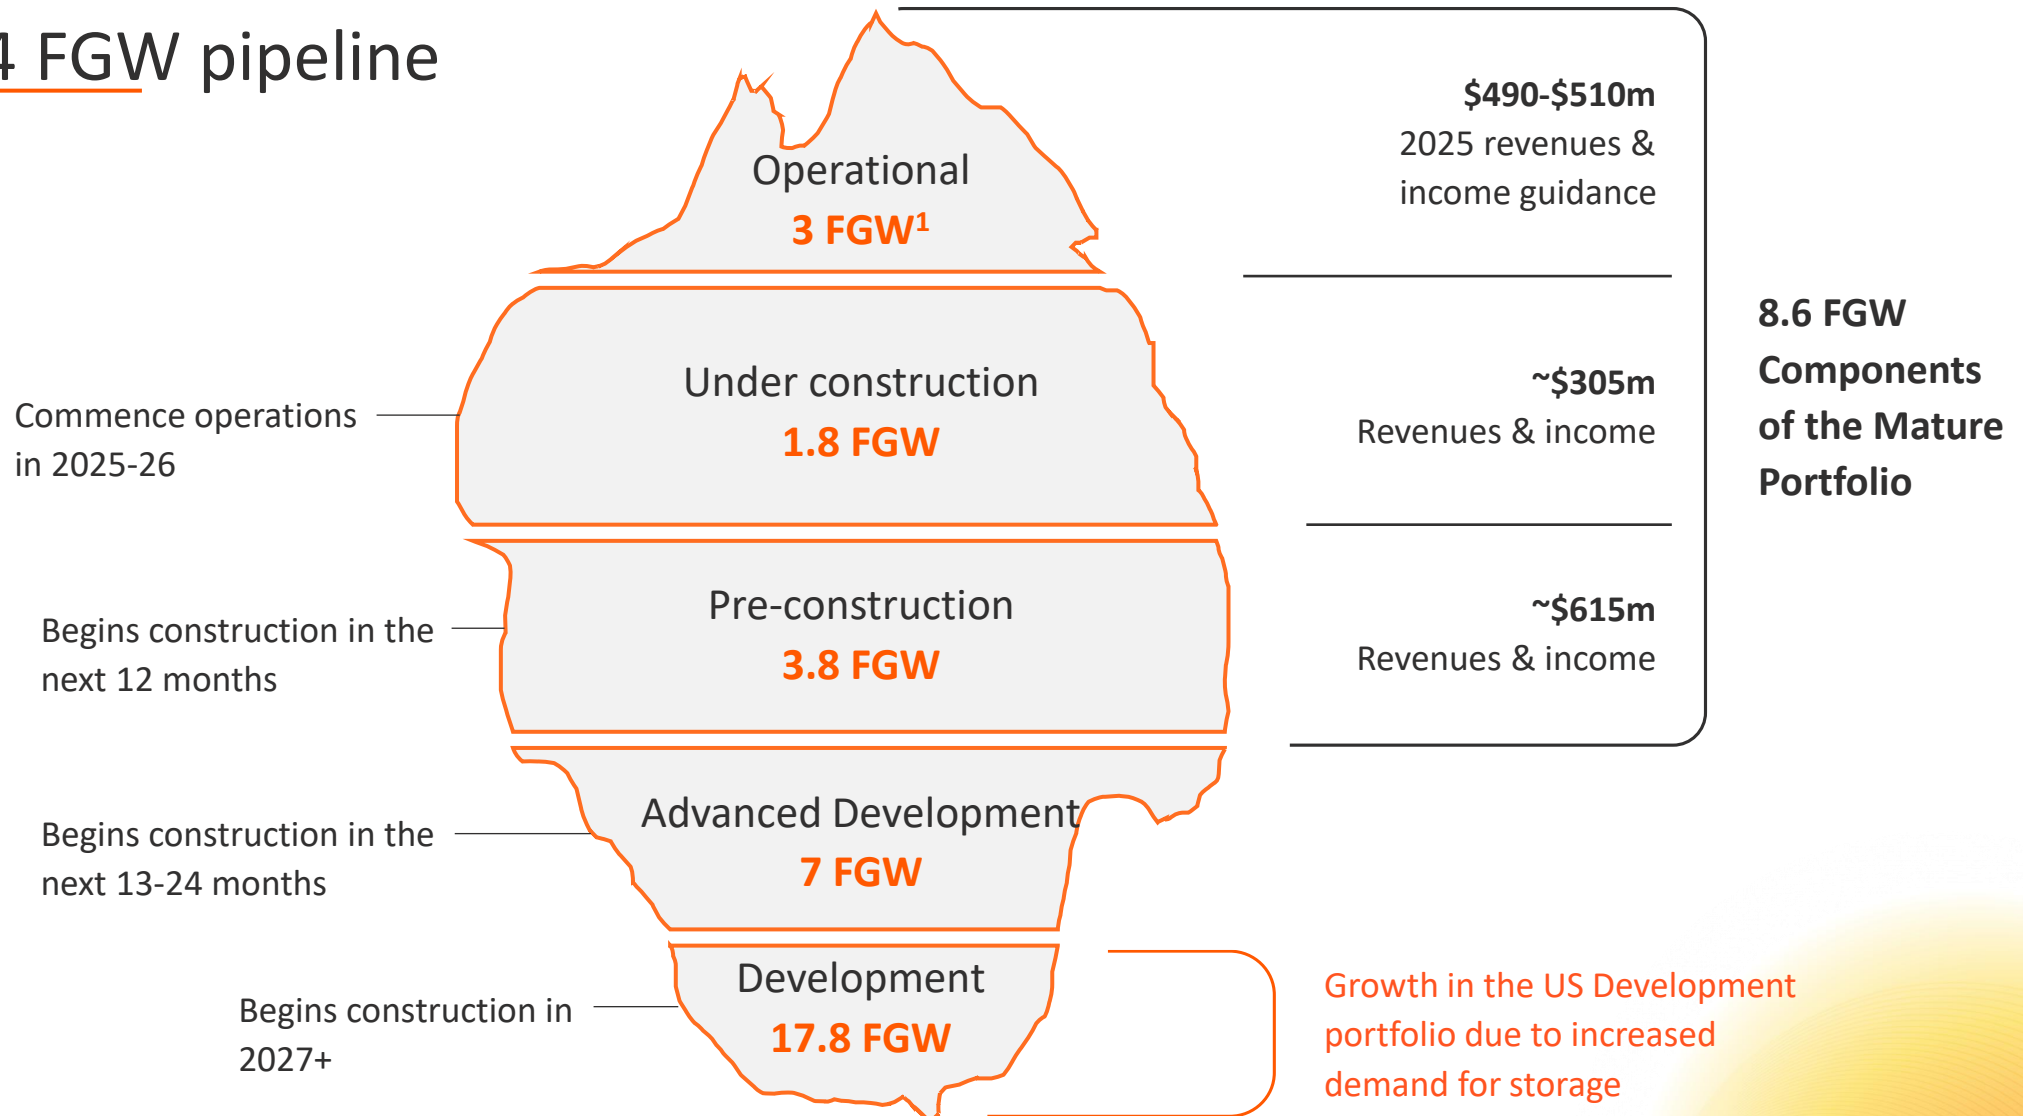 4 FGW pipeline
Operational
3 FGW¹
$490-$510m
2025 revenues &
income guidance
Under construction
1.8 FGW
Commence operations
in 2025-26
~$305m
Revenues & income
8.6 FGW
Components
of the Mature
Portfolio
Pre-construction
3.8 FGW
Begins construction in the
next 12 months
~$615m
Revenues & income
Advanced Development
7 FGW
Begins construction in the
next 13-24 months
Development
17.8 FGW
Begins construction in
2027+
Growth in the US Development
portfolio due to increased
demand for storage